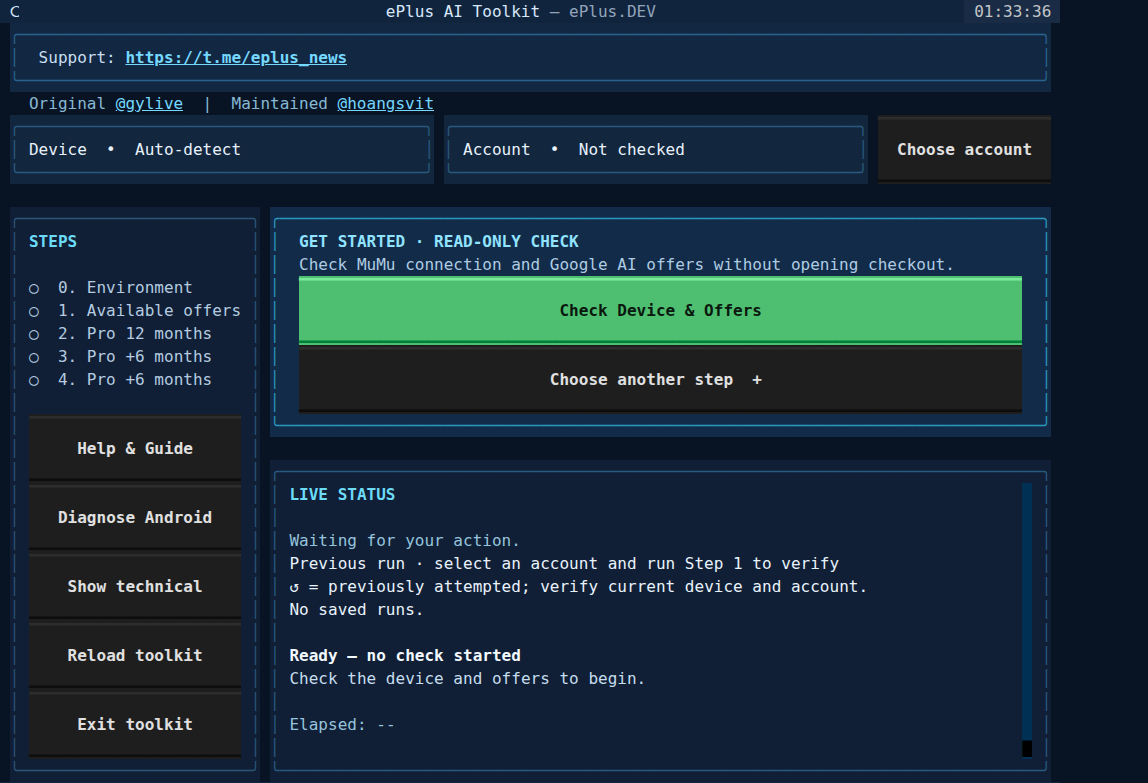 C ePlus AI Toolkit — ePlus.DEV 01:33:36
Support: https://t.me/eplus_news
Original @gylive | Maintained @hoangsvit
Device • Auto-detect
Account • Not checked
Choose account
STEPS
○ 0. Environment
○ 1. Available offers
○ 2. Pro 12 months
○ 3. Pro +6 months
○ 4. Pro +6 months
Help & Guide
Diagnose Android
Show technical
Reload toolkit
Exit toolkit
GET STARTED · READ-ONLY CHECK
Check MuMu connection and Google AI offers without opening checkout.
Check Device & Offers
Choose another step +
LIVE STATUS
Waiting for your action.
Previous run · select an account and run Step 1 to verify
↺ = previously attempted; verify current device and account.
No saved runs.
Ready — no check started
Check the device and offers to begin.
Elapsed: --